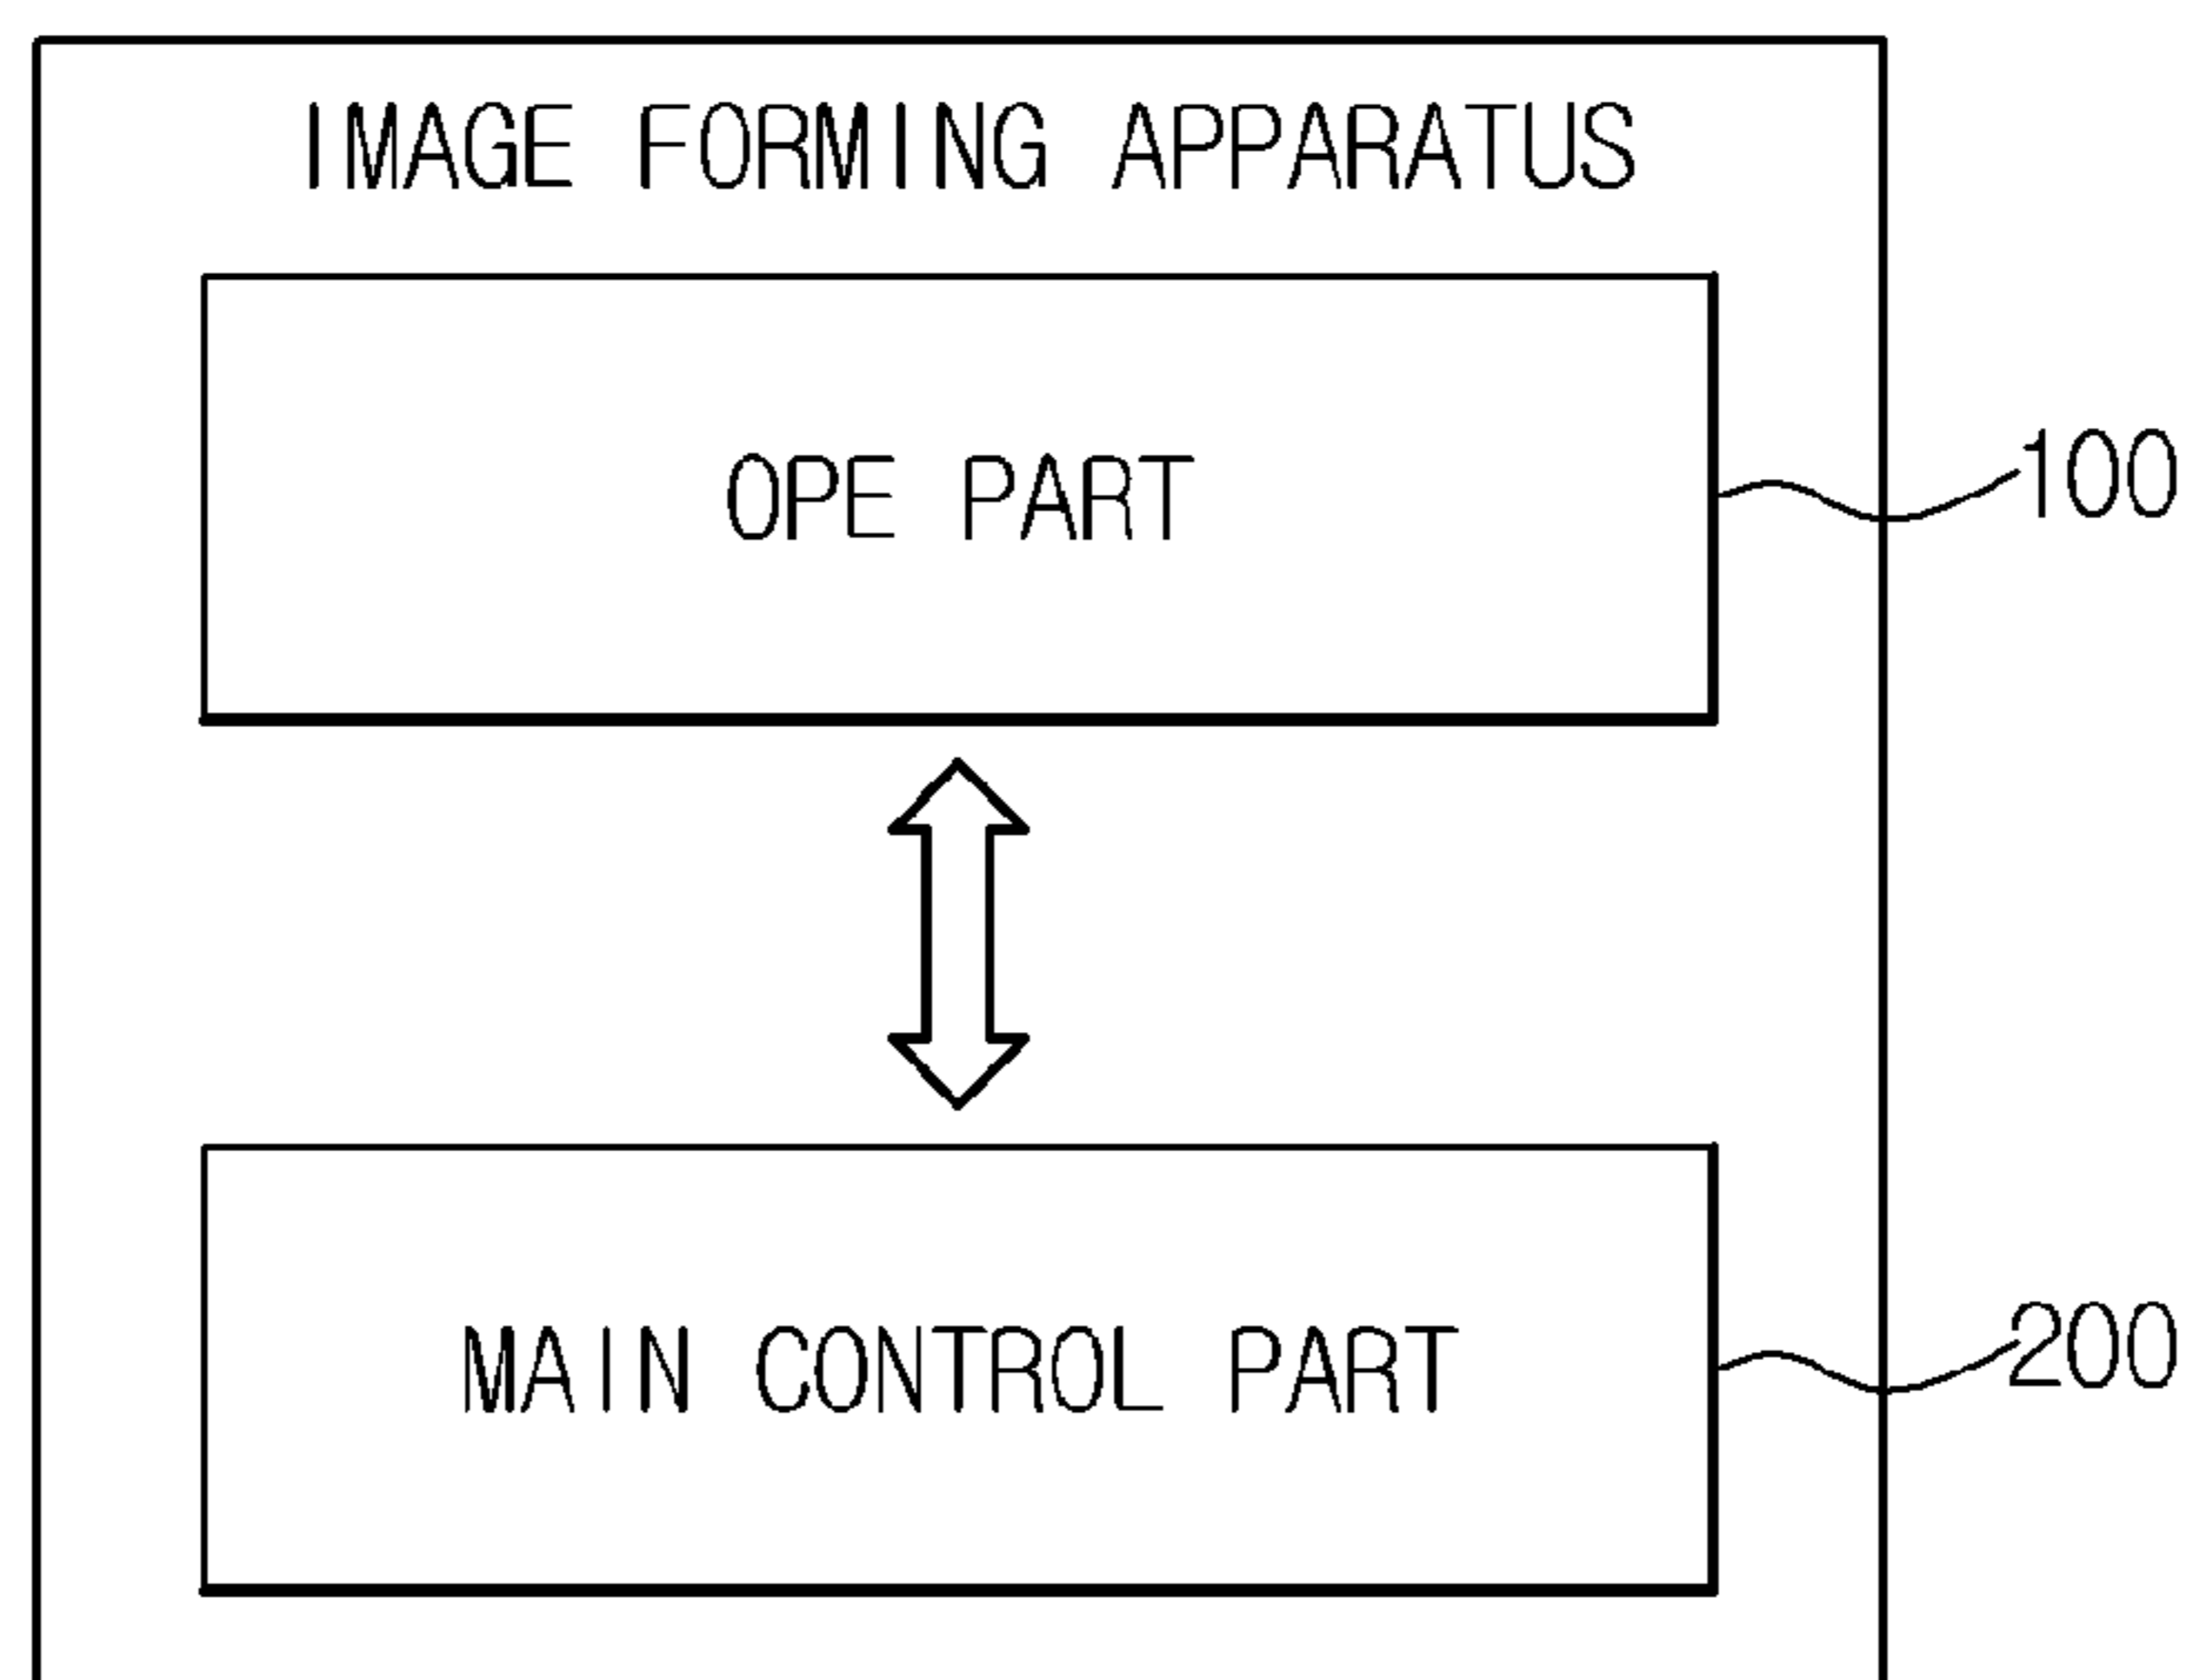 IMAGE FORMING APPARATUS
OPE PART
100
MAIN CONTROL PART
200